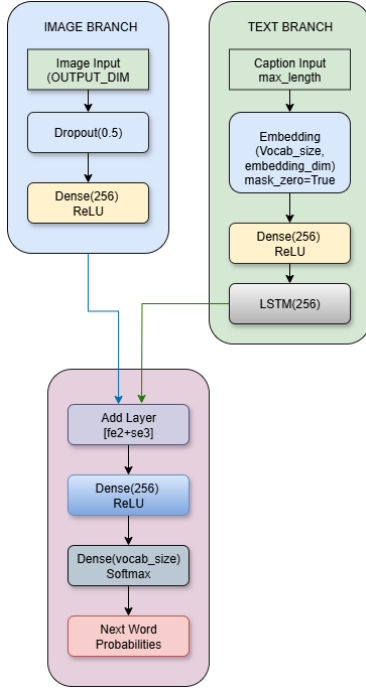 IMAGE BRANCH
Image Input
(OUTPUT_DIM
Dropout(0.5)
Dense(256)
ReLU
TEXT BRANCH
Caption Input
max_length
Embedding
(Vocab_size,
embedding_dim)
mask_zero=True
Dense(256)
ReLU
LSTM(256)
Add Layer
[fe2+se3]
Dense(256)
ReLU
Dense(vocab_size)
Softmax
Next Word
Probabilities